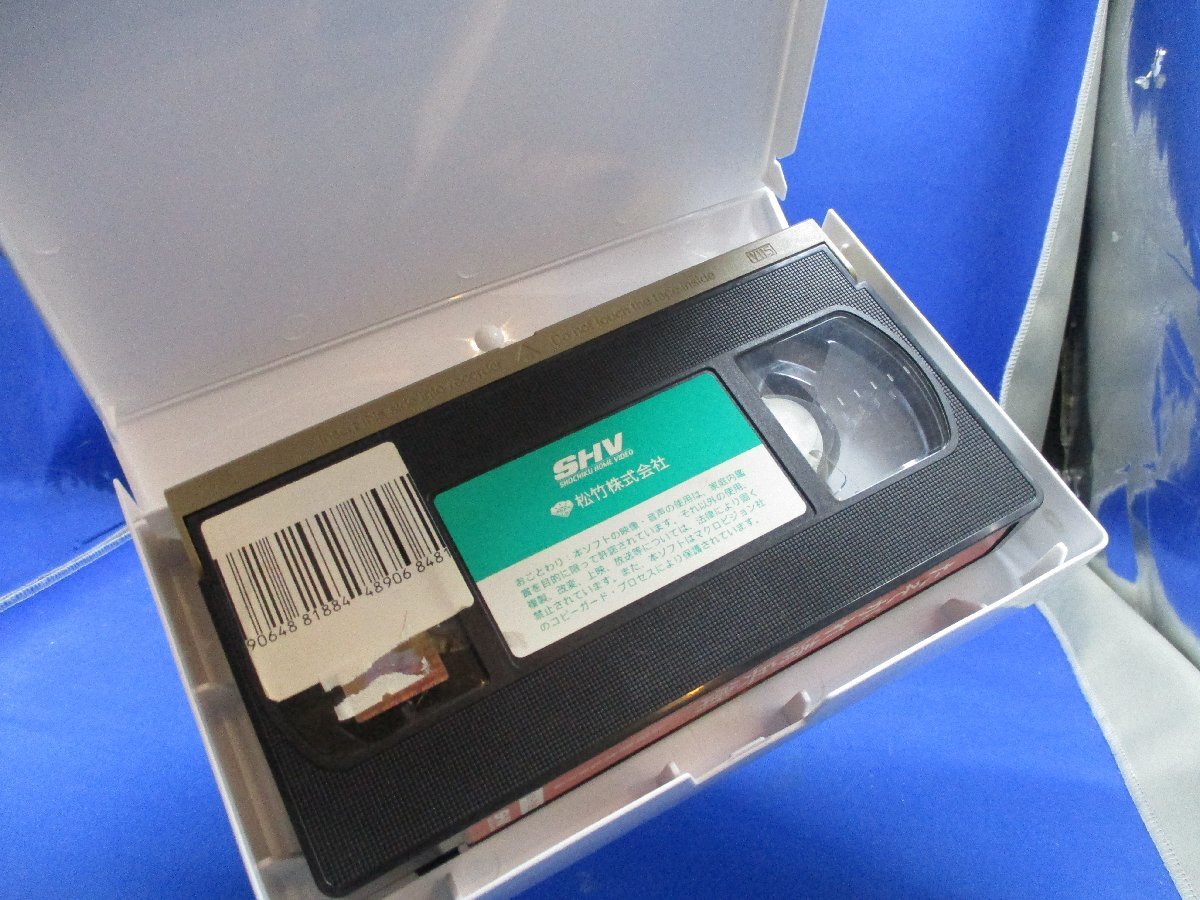 VHS
Do not touch the tape inside
90648 81884 48906 8481
SHV
SHOCHIKU HOME VIDEO
松竹株式会社
おことわり:本ソフトの映像・音声の使用は、家庭内鑑
賞を目的に限って許諾されています。それ以外の使用、
複製、改変、上映、放送等については、法律により固く
禁止されています。また、本ソフトはマクロビジョン社
のコピーガード・プロセスにより保護されています。